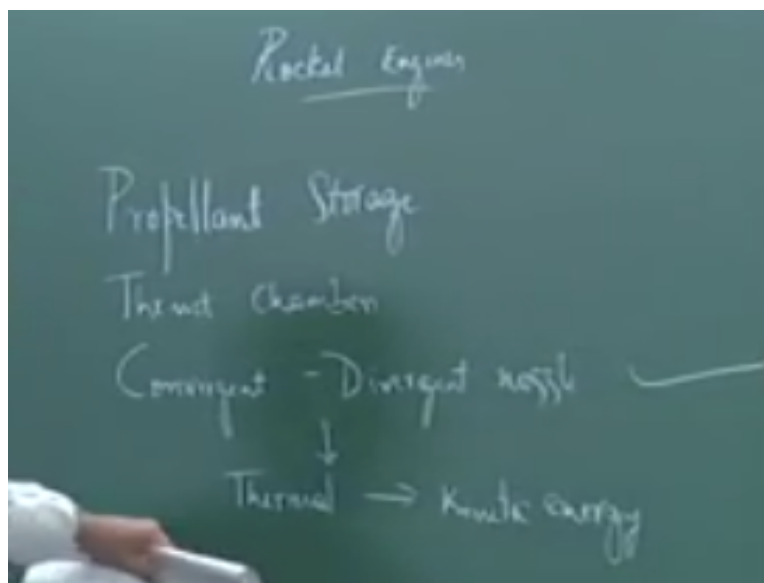 Rocket Engines
Propellant Storage
Thrust Chamber
Convergent - Divergent nozzle
↓
Thermal → Kinetic energy